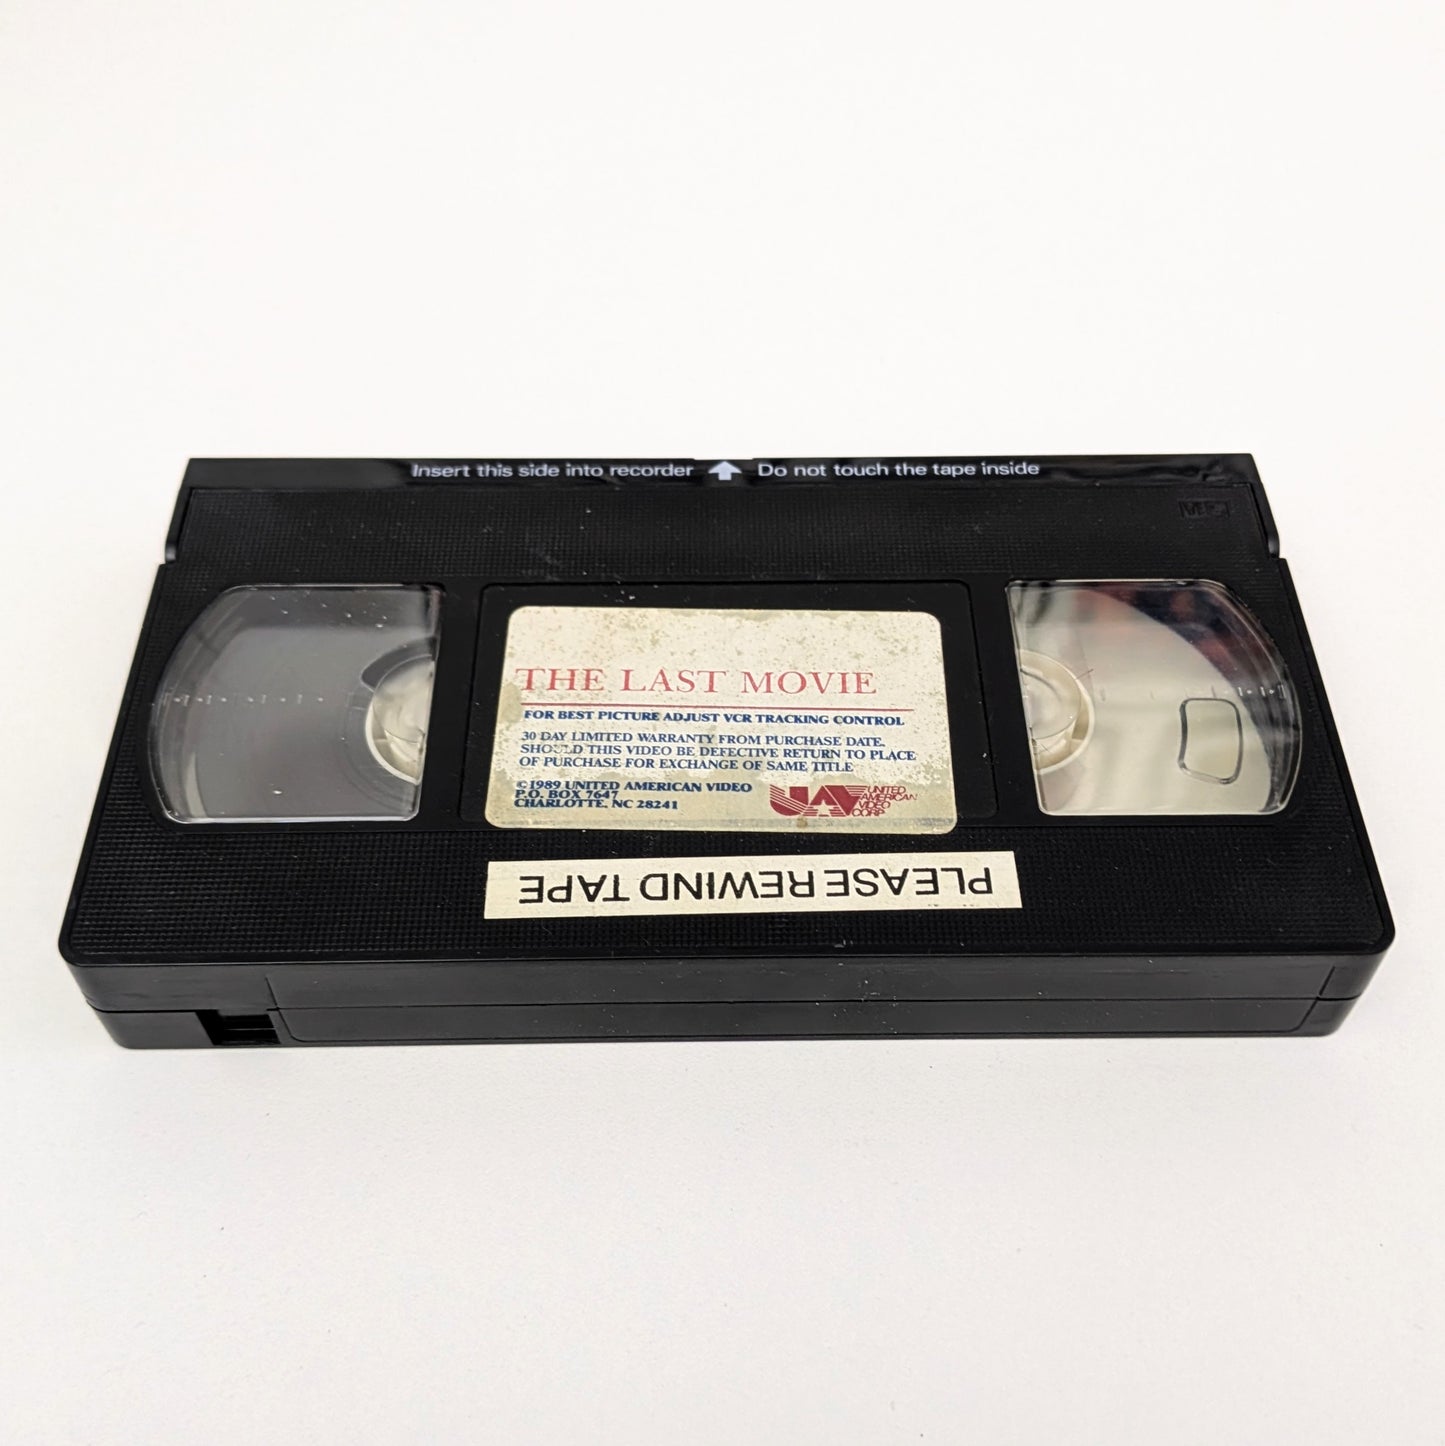 Insert this side into recorder Do not touch the tape inside
VHS
THE LAST MOVIE
FOR BEST PICTURE ADJUST VCR TRACKING CONTROL
30 DAY LIMITED WARRANTY FROM PURCHASE DATE.
SHOULD THIS VIDEO BE DEFECTIVE RETURN TO PLACE
OF PURCHASE FOR EXCHANGE OF SAME TITLE
©1989 UNITED AMERICAN VIDEO
P.O. BOX 7647
CHARLOTTE, NC 28241
UAV
UNITED
AMERICAN
VIDEO
CORP
PLEASE REWIND TAPE